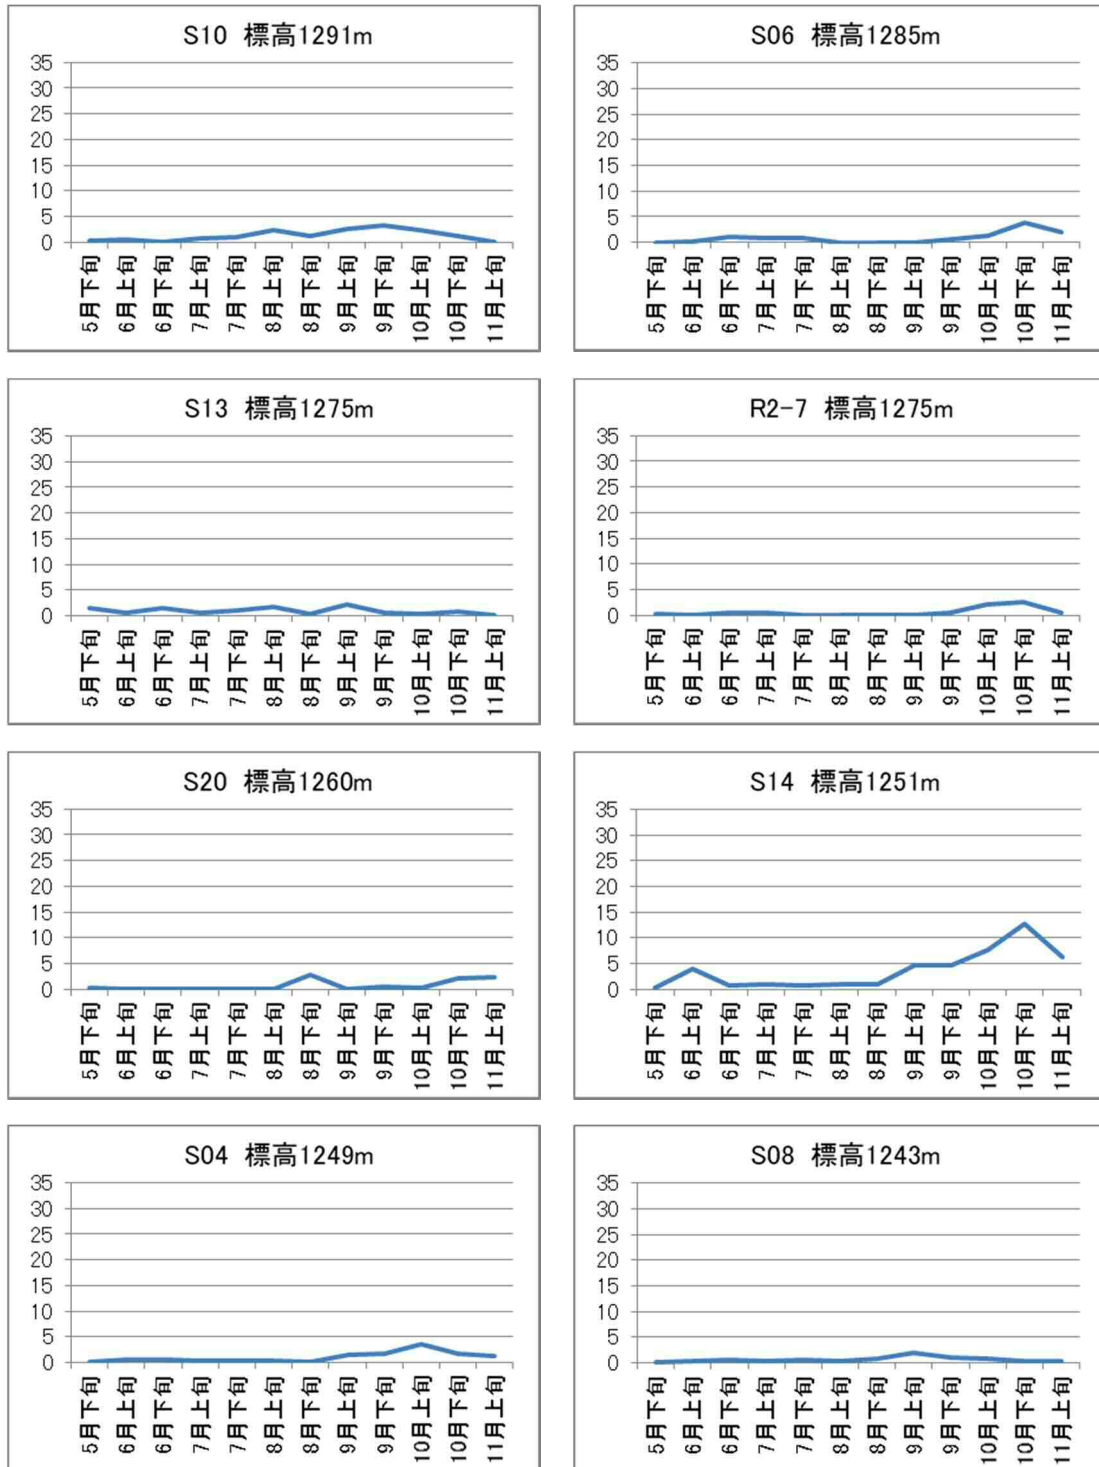 S10 標高1291m
35
30
25
20
15
10
5
0
5月下旬
6月上旬
6月下旬
7月上旬
7月下旬
8月上旬
8月下旬
9月上旬
9月下旬
10月上旬
10月下旬
11月上旬
S06 標高1285m
35
30
25
20
15
10
5
0
5月下旬
6月上旬
6月下旬
7月上旬
7月下旬
8月上旬
8月下旬
9月上旬
9月下旬
10月上旬
10月下旬
11月上旬
S13 標高1275m
35
30
25
20
15
10
5
0
5月下旬
6月上旬
6月下旬
7月上旬
7月下旬
8月上旬
8月下旬
9月上旬
9月下旬
10月上旬
10月下旬
11月上旬
R2-7 標高1275m
35
30
25
20
15
10
5
0
5月下旬
6月上旬
6月下旬
7月上旬
7月下旬
8月上旬
8月下旬
9月上旬
9月下旬
10月上旬
10月下旬
11月上旬
S20 標高1260m
35
30
25
20
15
10
5
0
5月下旬
6月上旬
6月下旬
7月上旬
7月下旬
8月上旬
8月下旬
9月上旬
9月下旬
10月上旬
10月下旬
11月上旬
S14 標高1251m
35
30
25
20
15
10
5
0
5月下旬
6月上旬
6月下旬
7月上旬
7月下旬
8月上旬
8月下旬
9月上旬
9月下旬
10月上旬
10月下旬
11月上旬
S04 標高1249m
35
30
25
20
15
10
5
0
5月下旬
6月上旬
6月下旬
7月上旬
7月下旬
8月上旬
8月下旬
9月上旬
9月下旬
10月上旬
10月下旬
11月上旬
S08 標高1243m
35
30
25
20
15
10
5
0
5月下旬
6月上旬
6月下旬
7月上旬
7月下旬
8月上旬
8月下旬
9月上旬
9月下旬
10月上旬
10月下旬
11月上旬